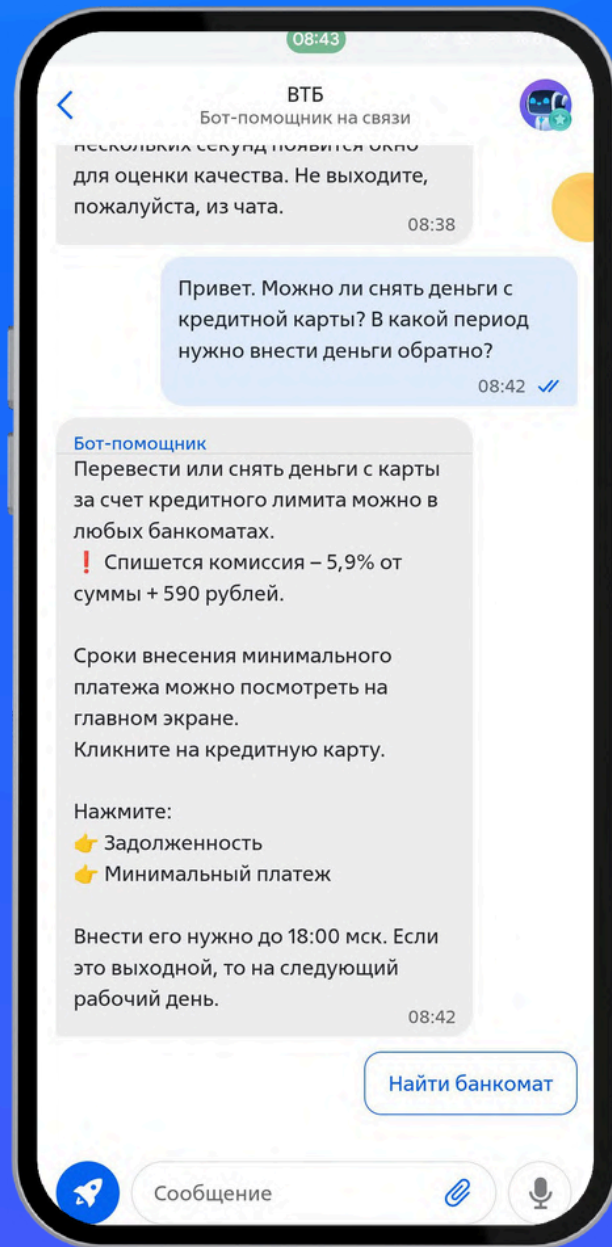 08:43
ВТБ
Бот-помощник на связи
нескольких секунд появится окно
для оценки качества. Не выходите,
пожалуйста, из чата.
08:38
Привет. Можно ли снять деньги с
кредитной карты? В какой период
нужно внести деньги обратно?
08:42
Бот-помощник
Перевести или снять деньги с карты
за счет кредитного лимита можно в
любых банкоматах.
❗ Спишется комиссия – 5,9% от
суммы + 590 рублей.
Сроки внесения минимального
платежа можно посмотреть на
главном экране.
Кликните на кредитную карту.
Нажмите:
👉 Задолженность
👉 Минимальный платеж
Внести его нужно до 18:00 мск. Если
это выходной, то на следующий
рабочий день.
08:42
Найти банкомат
Сообщение